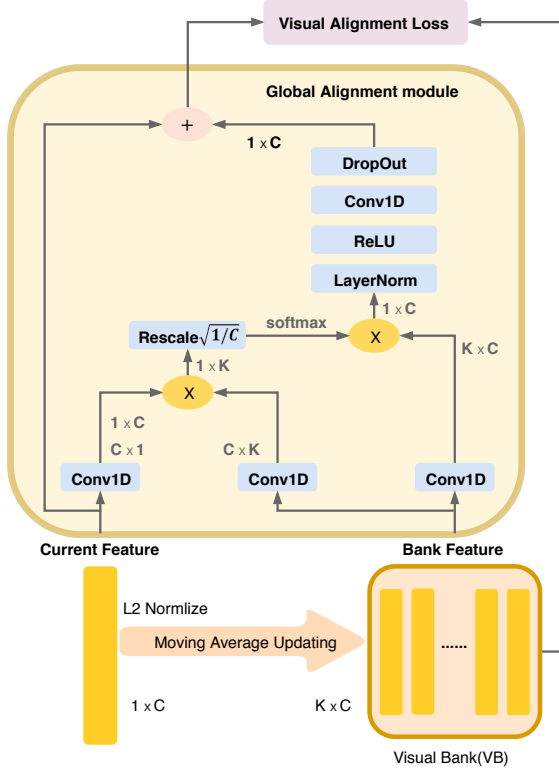 Visual Alignment Loss
Global Alignment module
+
1 x C
DropOut
Conv1D
ReLU
LayerNorm
1 x C
softmax
Rescale√1/C
X
K x C
1 x K
X
1 x C
C x 1
C x K
Conv1D
Conv1D
Conv1D
Current Feature
Bank Feature
L2 Normlize
Moving Average Updating
......
1 x C
K x C
Visual Bank(VB)